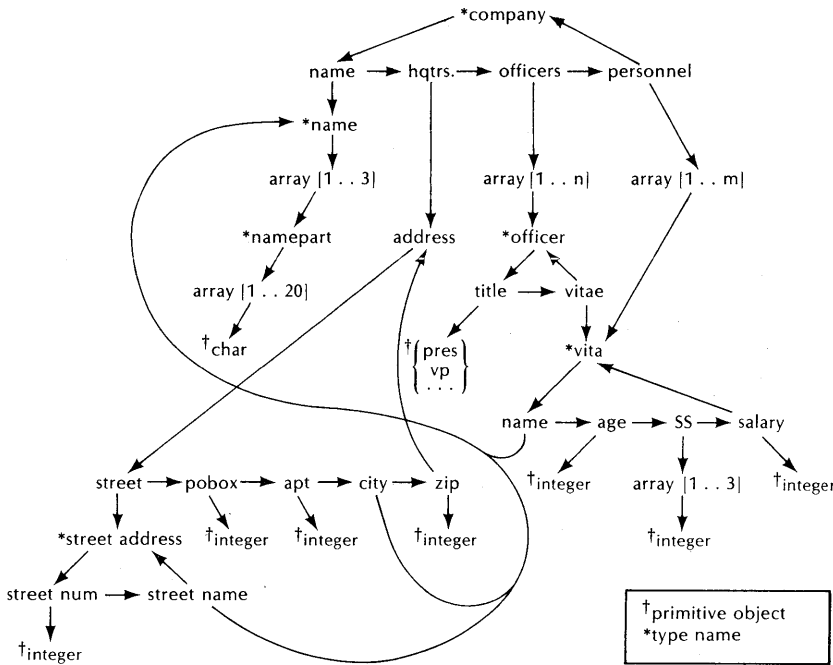 *company
name hqtrs. officers personnel
*name
array |1 . . 3| array |1 . . n| array |1 . . m|
*namepart address *officer
array |1 . . 20| title vitae
†char †{pres vp . . .} *vita
name age SS salary
street pobox apt city zip †integer array |1 . . 3| †integer
*street address †integer †integer †integer †integer
street num street name
†integer
†primitive object
*type name